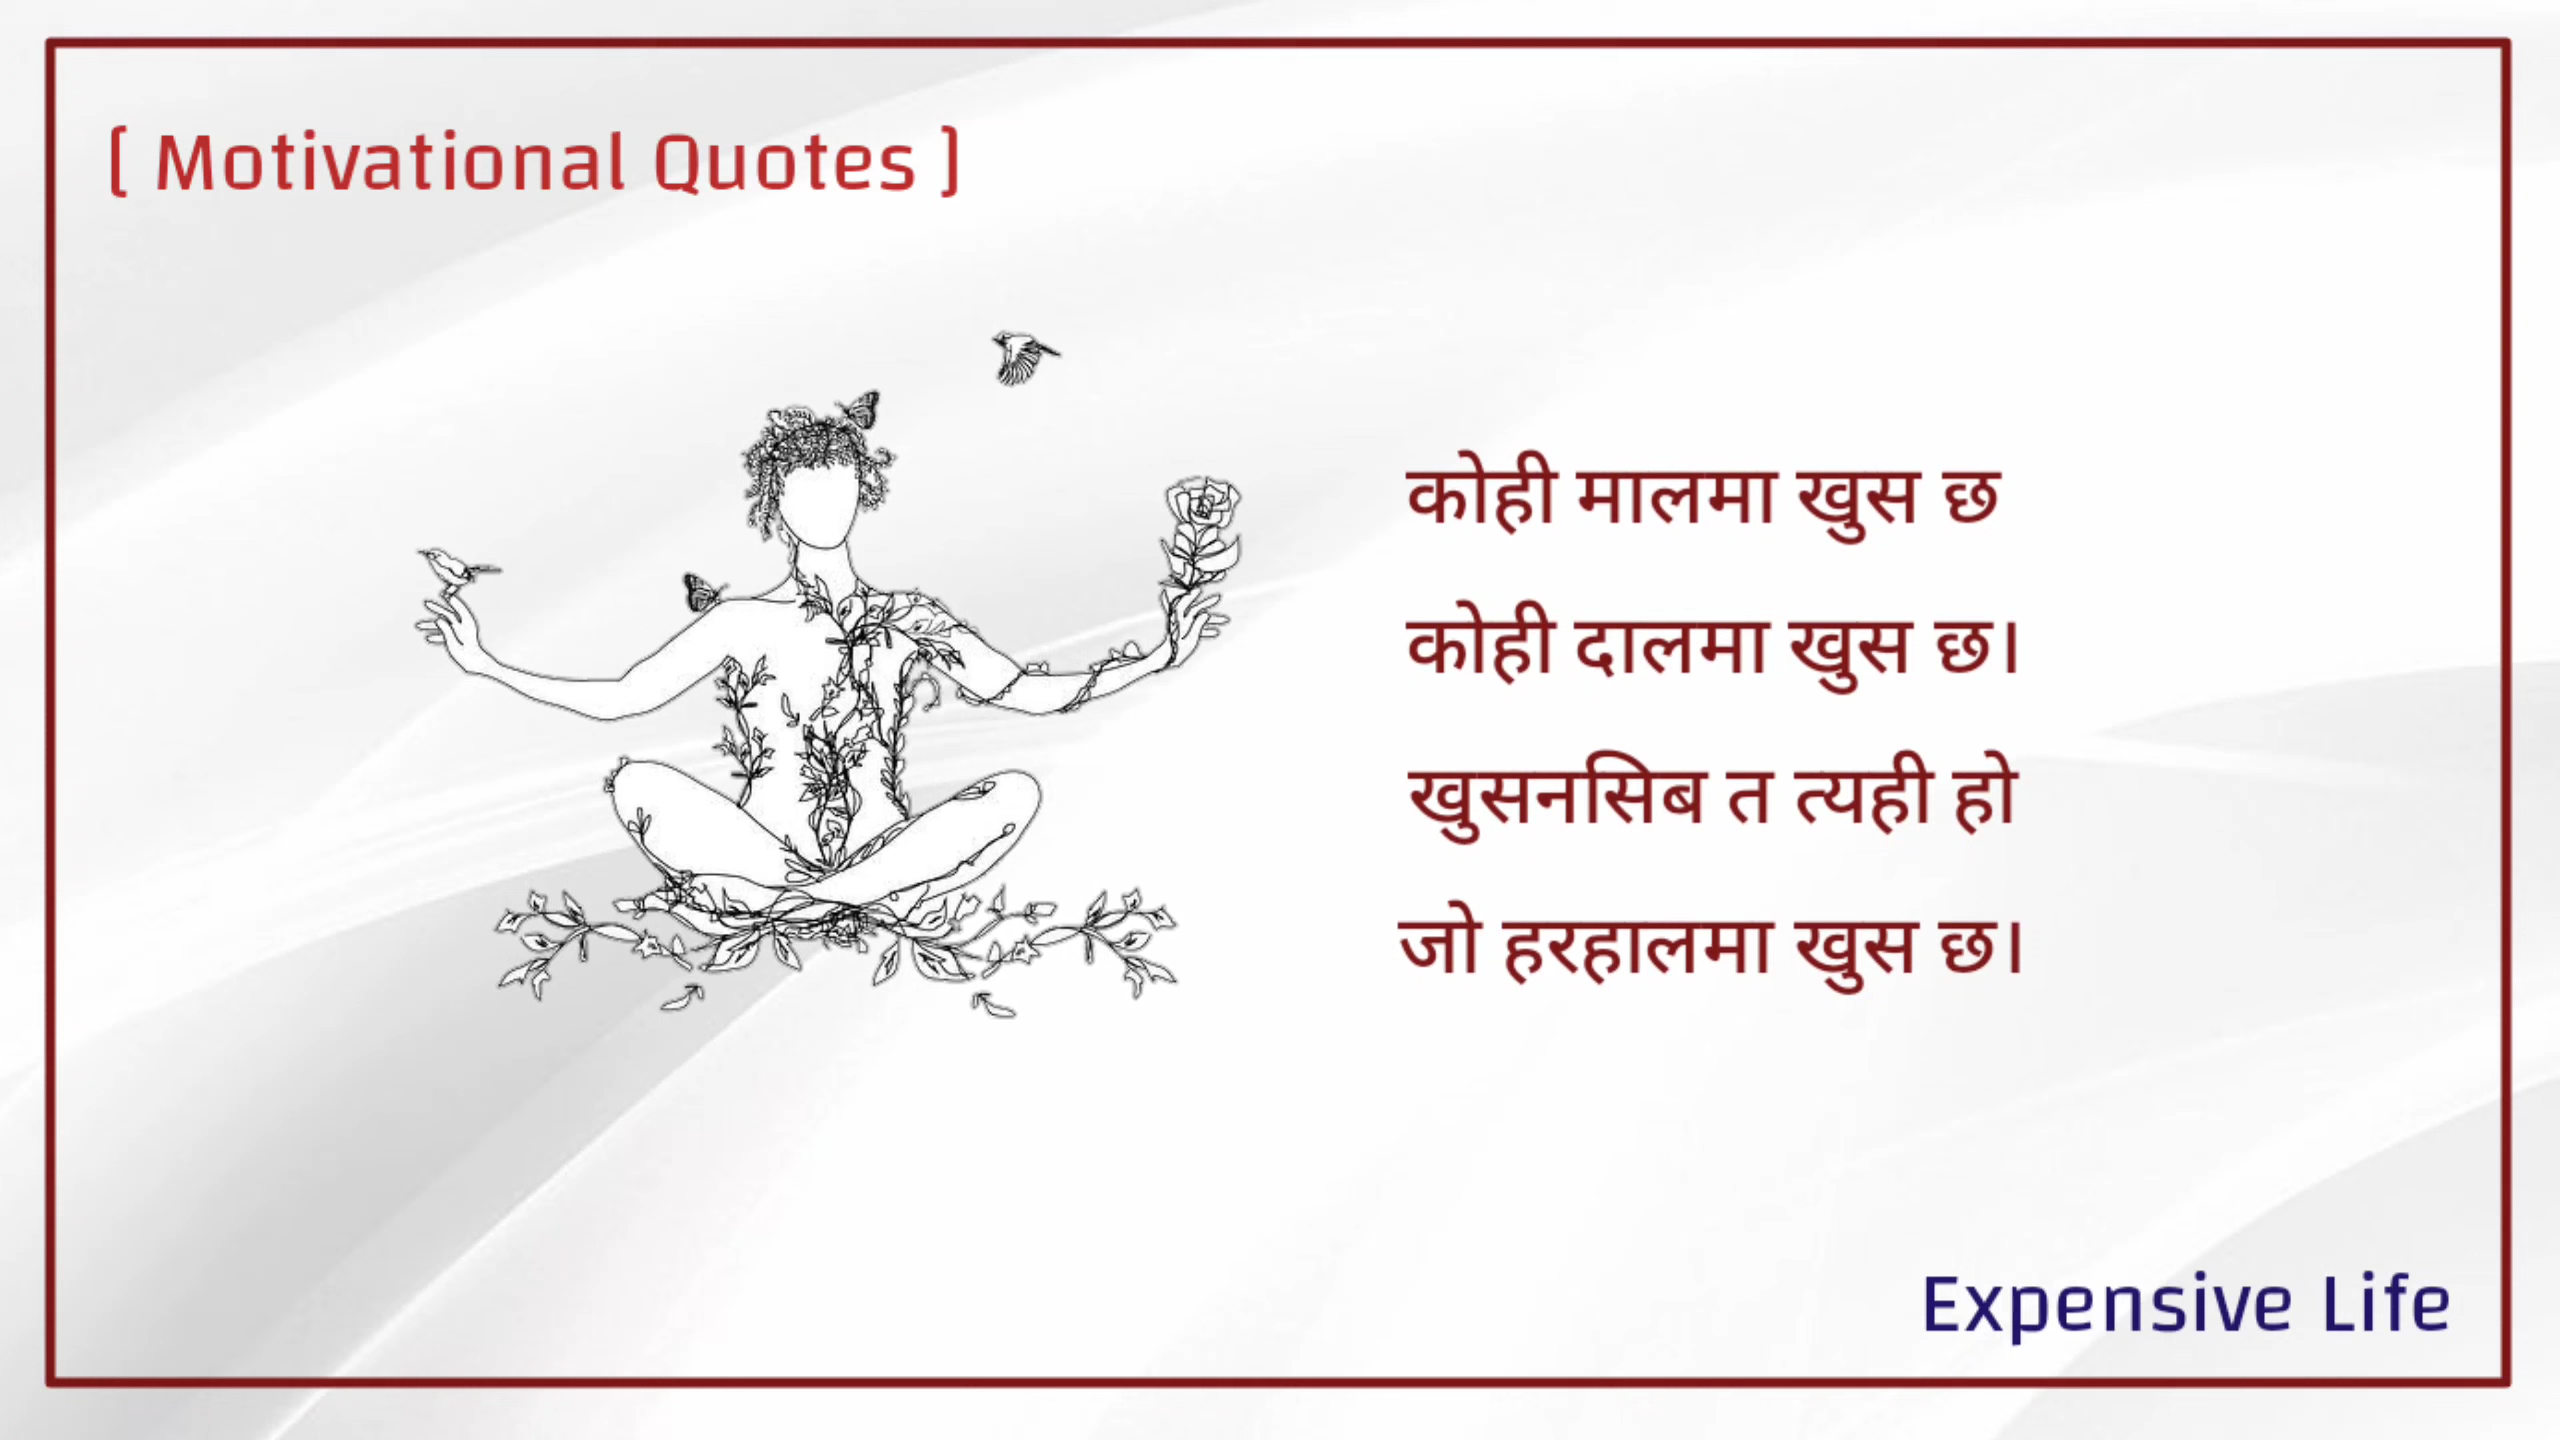 [ Motivational Quotes ]
कोही मालमा खुस छ
कोही दालमा खुस छ।
खुसनसिब त त्यही हो
जो हरहालमा खुस छ।
Expensive Life